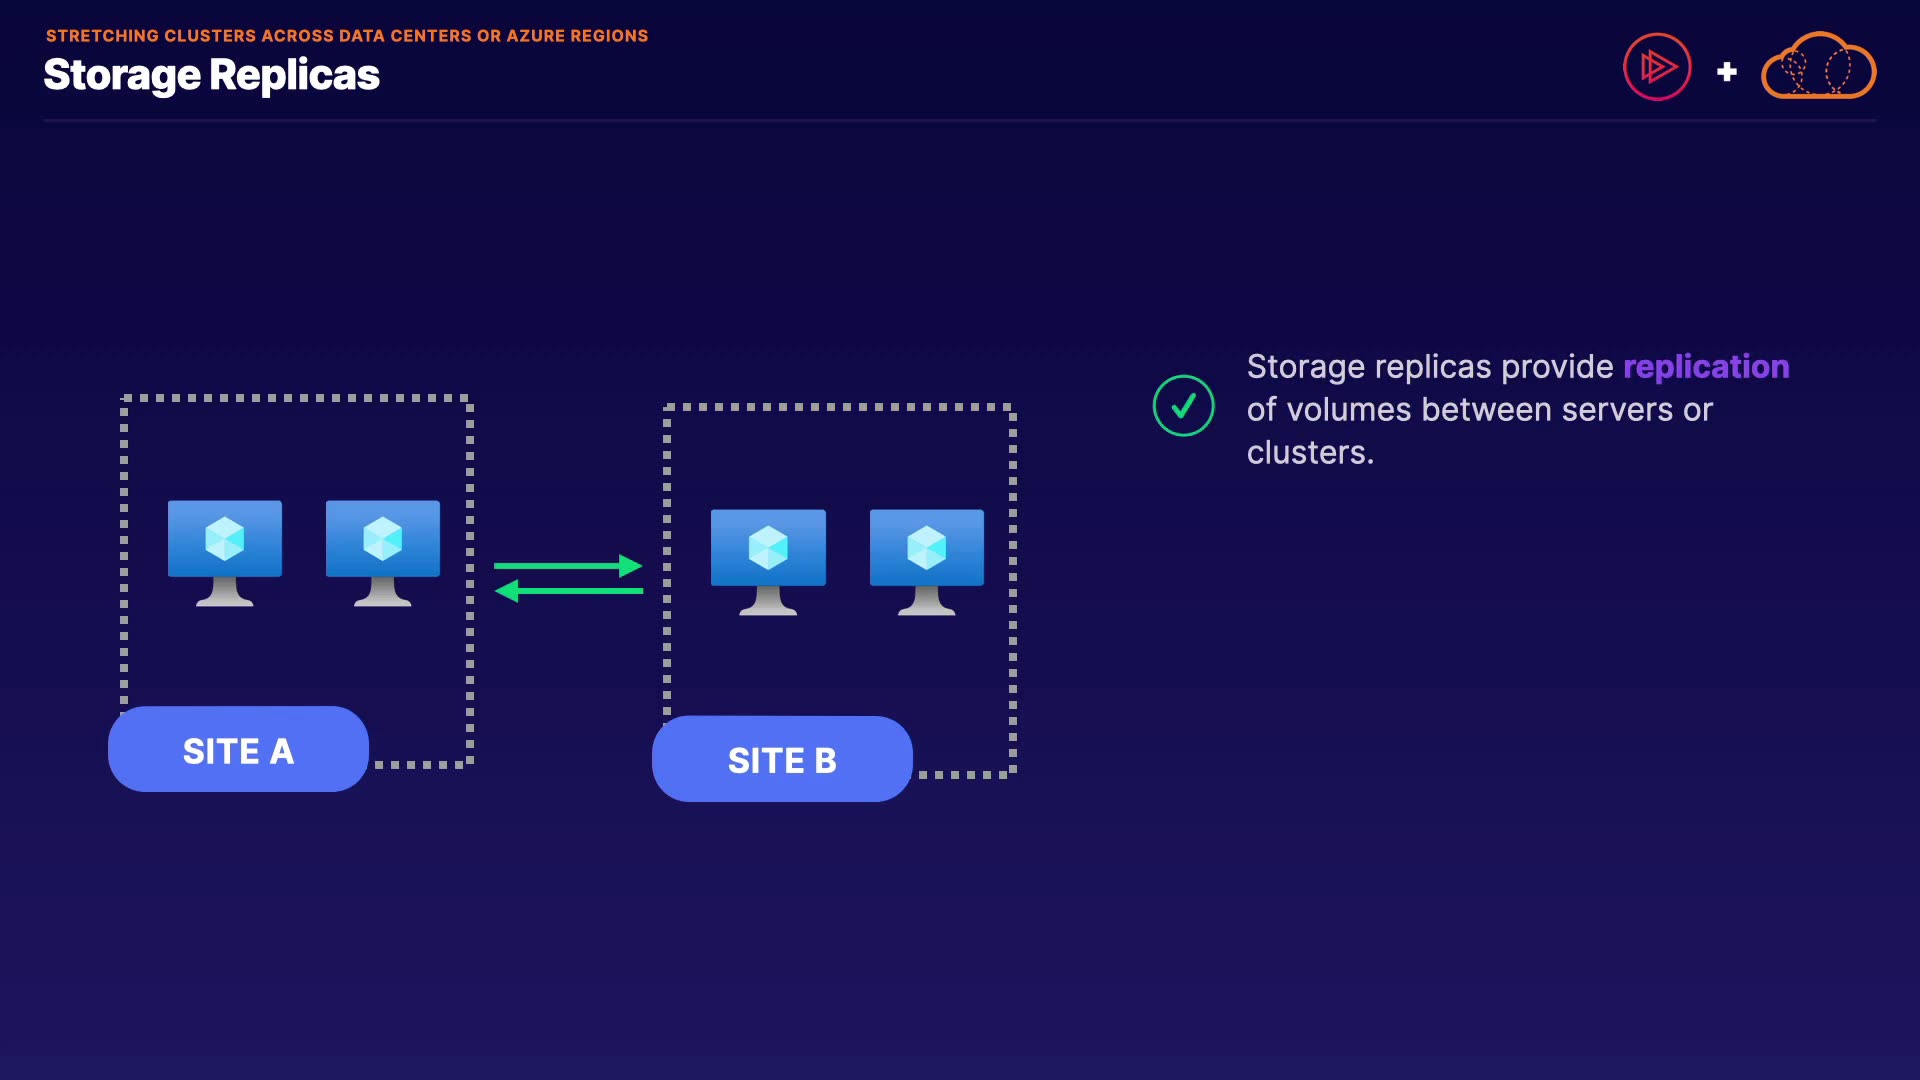 STRETCHING CLUSTERS ACROSS DATA CENTERS OR AZURE REGIONS
Storage Replicas
Storage replicas provide replication
of volumes between servers or
clusters.
SITE A
SITE B